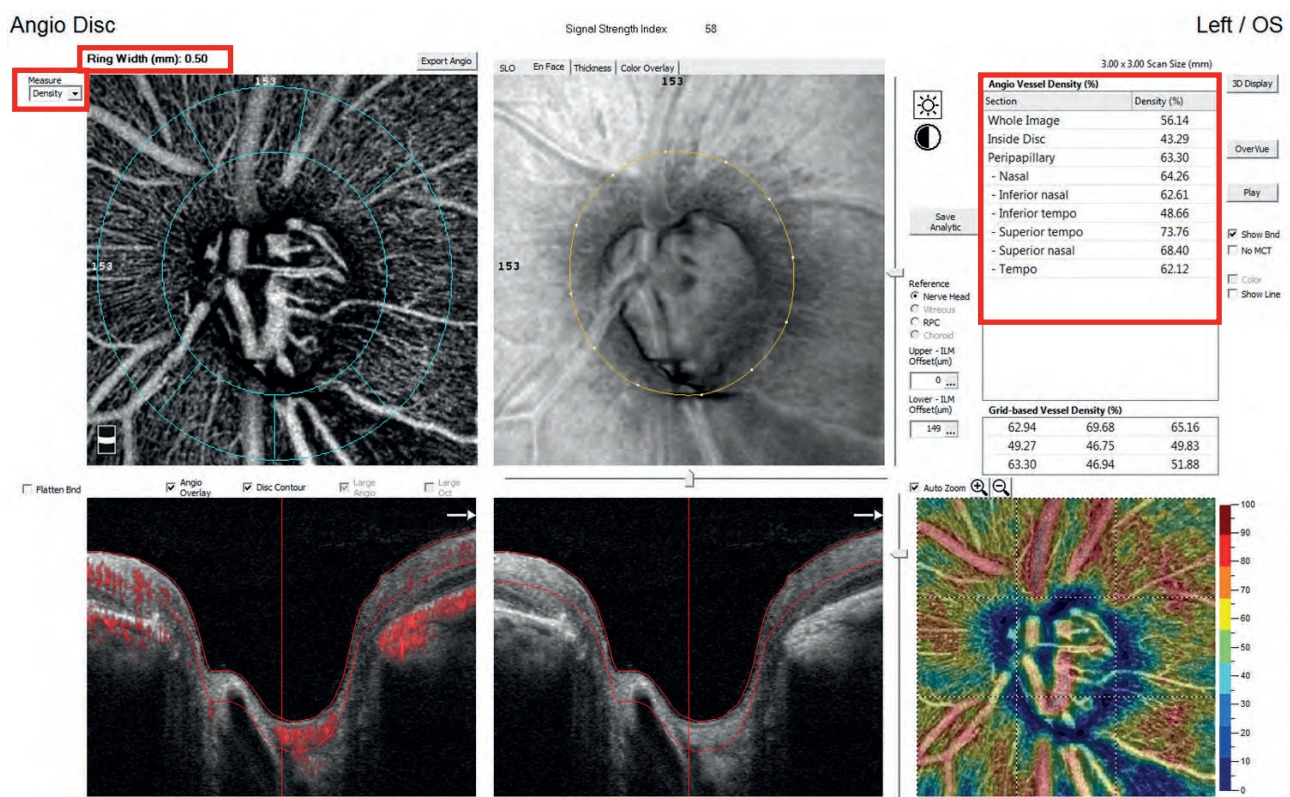 Angio Disc
Signal Strength Index 58
Left / OS
Ring Width (mm): 0.50
Export Angio
Measure
Density
153
153
SLO En Face Thickness Color Overlay
153
153
3.00 x 3.00 Scan Size (mm)
Angio Vessel Density (%)
Section Density (%)
Whole Image 56.14
Inside Disc 43.29
Peripapillary 63.30
- Nasal 64.26
- Inferior nasal 62.61
- Inferior tempo 48.66
- Superior tempo 73.76
- Superior nasal 68.40
- Tempo 62.12
3D Display
OverVue
Play
Show Bnd
No MCT
Color
Show Line
Save
Analytic
Reference
Nerve Head
Vitreous
RPC
Choroid
Upper - ILM
Offset(um)
0 ...
Lower - ILM
Offset(um)
149 ...
Grid-based Vessel Density (%)
62.94 69.68 65.16
49.27 46.75 49.83
63.30 46.94 51.88
Flatten Bnd
Angio
Overlay
Disc Contour
Large
Angio
Large
Oct
Auto Zoom
100
90
80
70
60
50
40
30
20
10
0